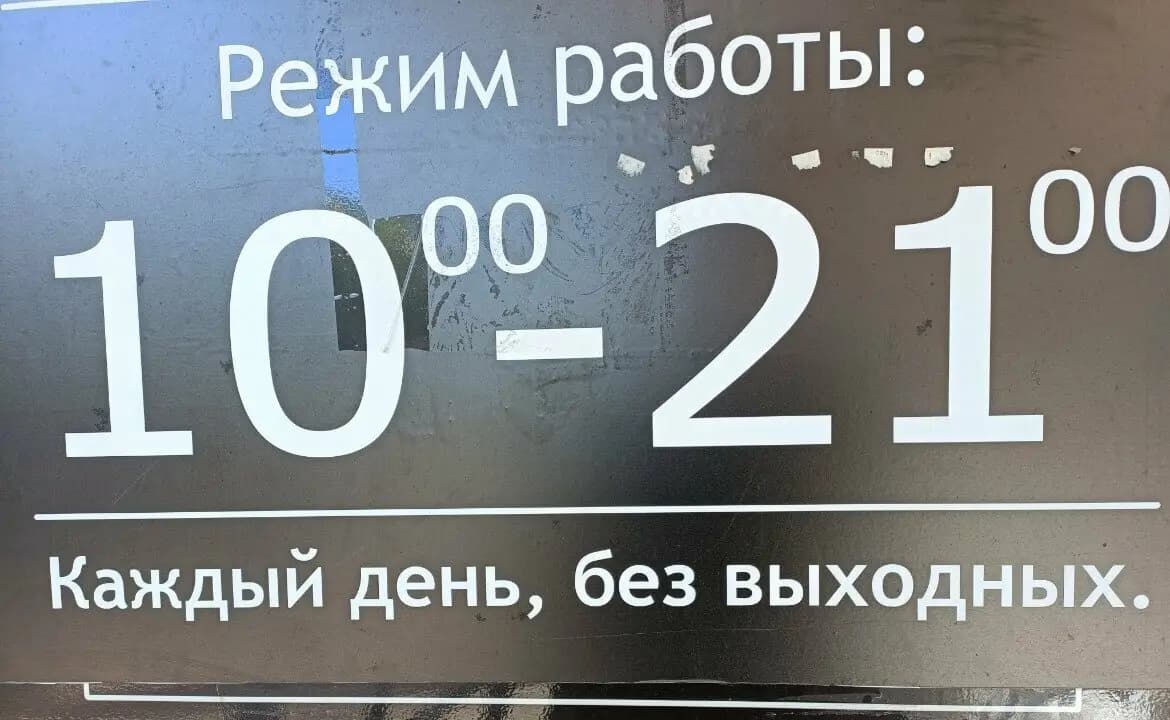 Режим работы:
10⁰⁰ – 21⁰⁰
Каждый день, без выходных.